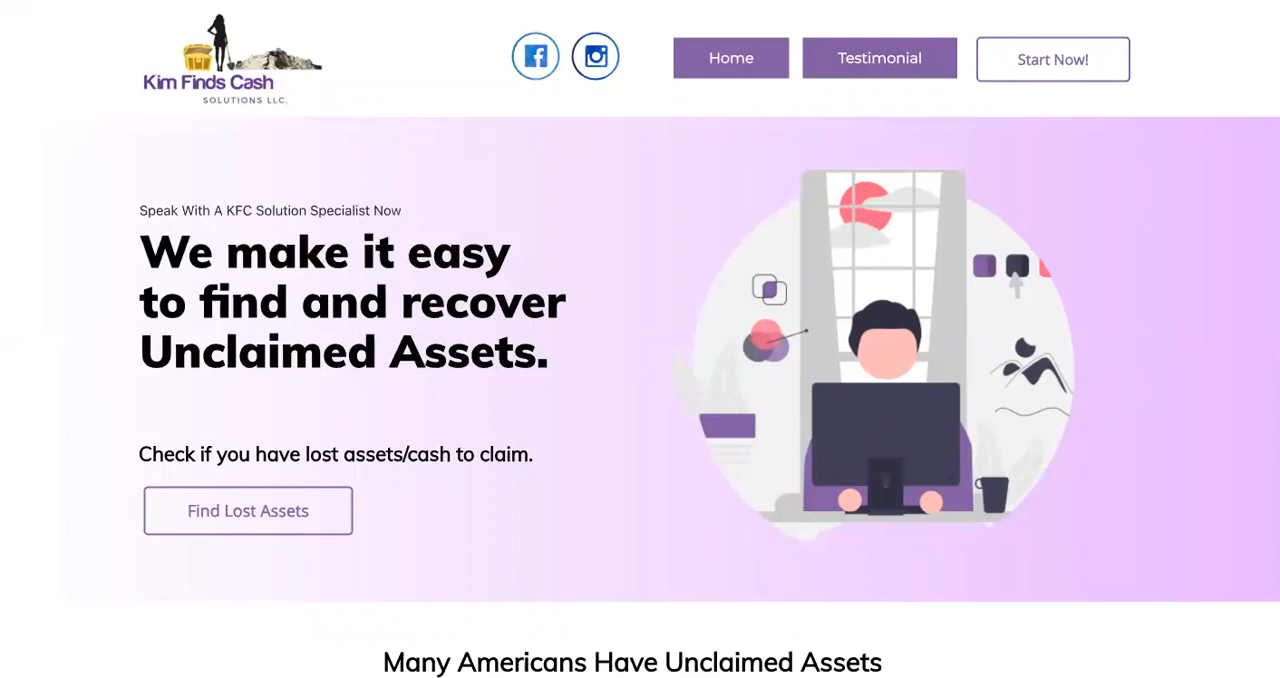 Kim Finds Cash
SOLUTIONS LLC.
Home
Testimonial
Start Now!
Speak With A KFC Solution Specialist Now
We make it easy
to find and recover
Unclaimed Assets.
Check if you have lost assets/cash to claim.
Find Lost Assets
Many Americans Have Unclaimed Assets